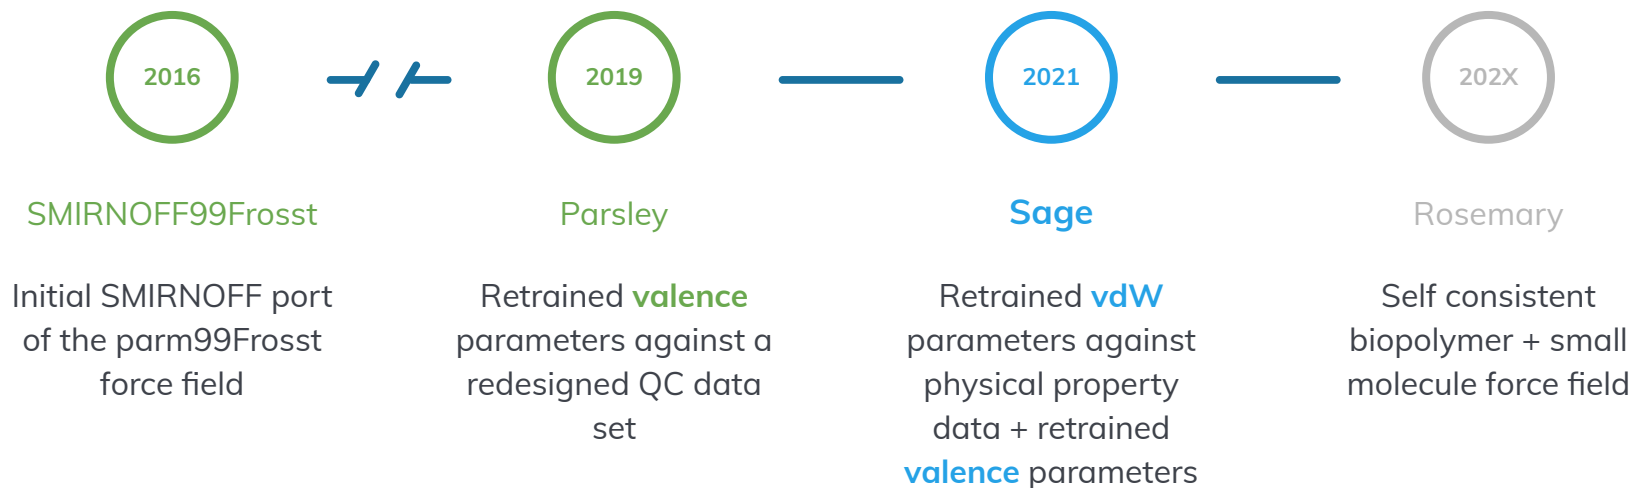 2016
2019
2021
202X
SMIRNOFF99Frosst
Parsley
Sage
Rosemary
Initial SMIRNOFF port
of the parm99Frosst
force field
Retrained valence
parameters against a
redesigned QC data
set
Retrained vdW
parameters against
physical property
data + retrained
valence parameters
Self consistent
biopolymer + small
molecule force field